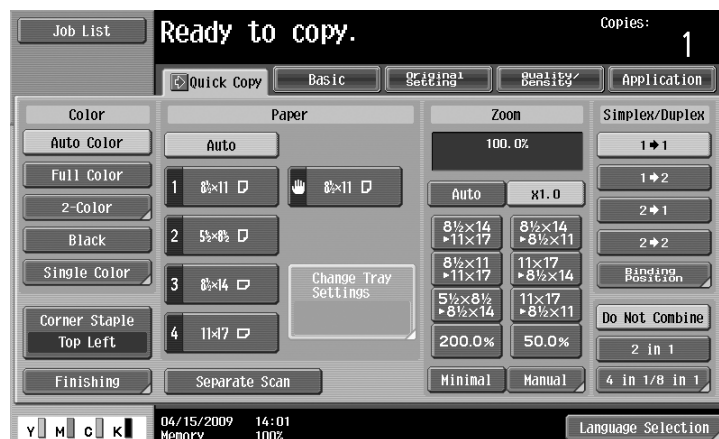 Job List
Ready to copy.
Copies:
1
Quick Copy
Basic
Original
Setting
Quality/
Density
Application
Color
Auto Color
Full Color
2-Color
Black
Single Color
Corner Staple
Top Left
Finishing
Paper
Auto
1 8½×11
8½×11
2 5½×8½
3 8½×14
4 11×17
Change Tray
Settings
Separate Scan
Zoom
100.0%
Auto
x1.0
8½×14
▸11×17
8½×14
▸8½×11
8½×11
▸11×17
11×17
▸8½×14
5½×8½
▸8½×14
11×17
▸8½×11
200.0%
50.0%
Minimal
Manual
Simplex/Duplex
1➔1
1➔2
2➔1
2➔2
Binding
Position
Do Not Combine
2 in 1
4 in 1/8 in 1
Y M C K
04/15/2009 14:01
Memory 100%
Language Selection